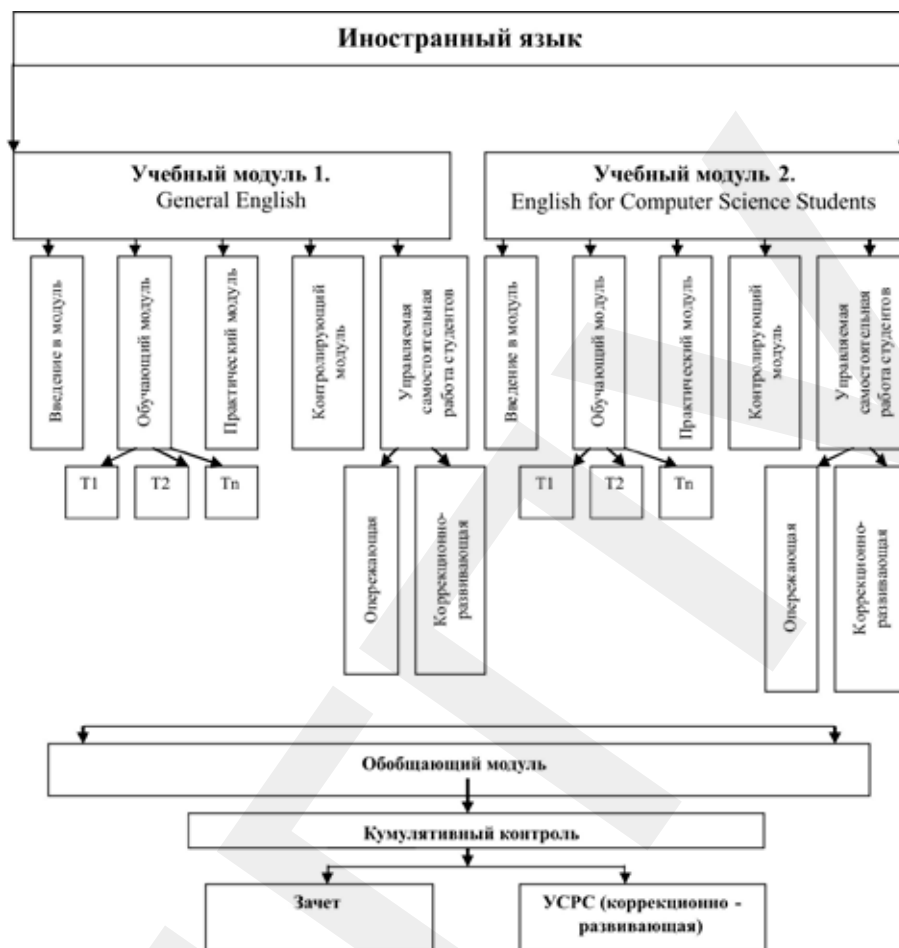 Иностранный язык
Учебный модуль 1.
General English
Учебный модуль 2.
English for Computer Science Students
Введение в модуль
Обучающий модуль
Практический модуль
Контролирующий
модуль
Управляемая
самостоятельная
работа студентов
Введение в модуль
Обучающий модуль
Практический модуль
Контролирующий
модуль
Управляемая
самостоятельная
работа студентов
T1
T2
Tn
T1
T2
Tn
Опережающая
Коррекционно-
развивающая
Опережающая
Коррекционно-
развивающая
Обобщающий модуль
Кумулятивный контроль
Зачет
УСРС (коррекционно -
развивающая)